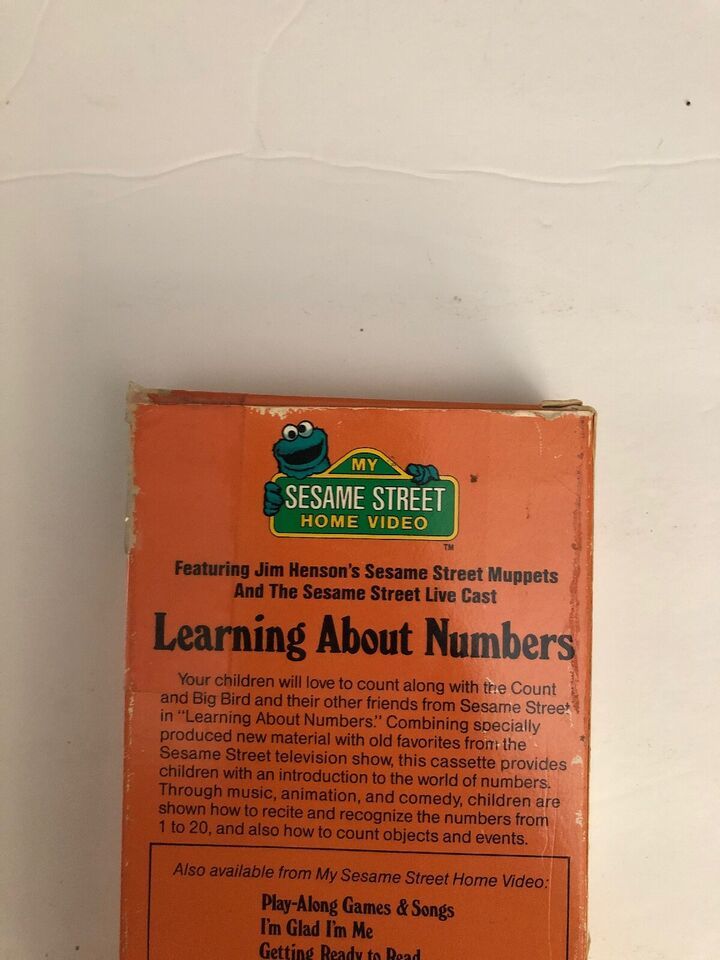 MY
SESAME STREET
HOME VIDEO
TM
Featuring Jim Henson's Sesame Street Muppets
And The Sesame Street Live Cast
Learning About Numbers
Your children will love to count along with the Count
and Big Bird and their other friends from Sesame Street
in "Learning About Numbers." Combining specially
produced new material with old favorites from the
Sesame Street television show, this cassette provides
children with an introduction to the world of numbers.
Through music, animation, and comedy, children are
shown how to recite and recognize the numbers from
1 to 20, and also how to count objects and events.
Also available from My Sesame Street Home Video:
Play-Along Games & Songs
I'm Glad I'm Me
Getting Ready to Read